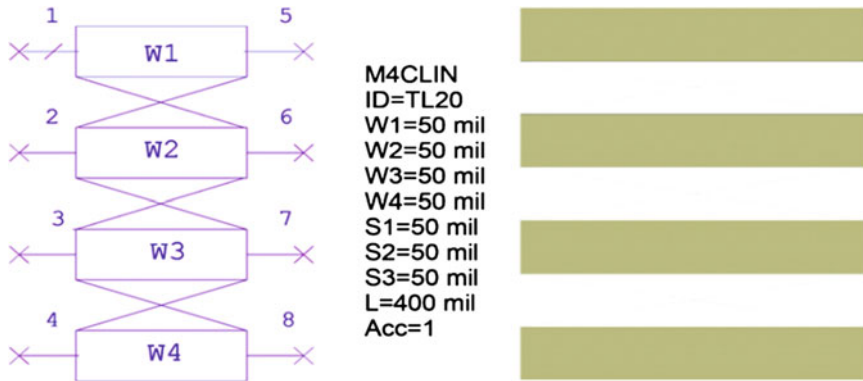 1 5
W1
2 6
W2
3 7
W3
4 8
W4
M4CLIN
ID=TL20
W1=50 mil
W2=50 mil
W3=50 mil
W4=50 mil
S1=50 mil
S2=50 mil
S3=50 mil
L=400 mil
Acc=1